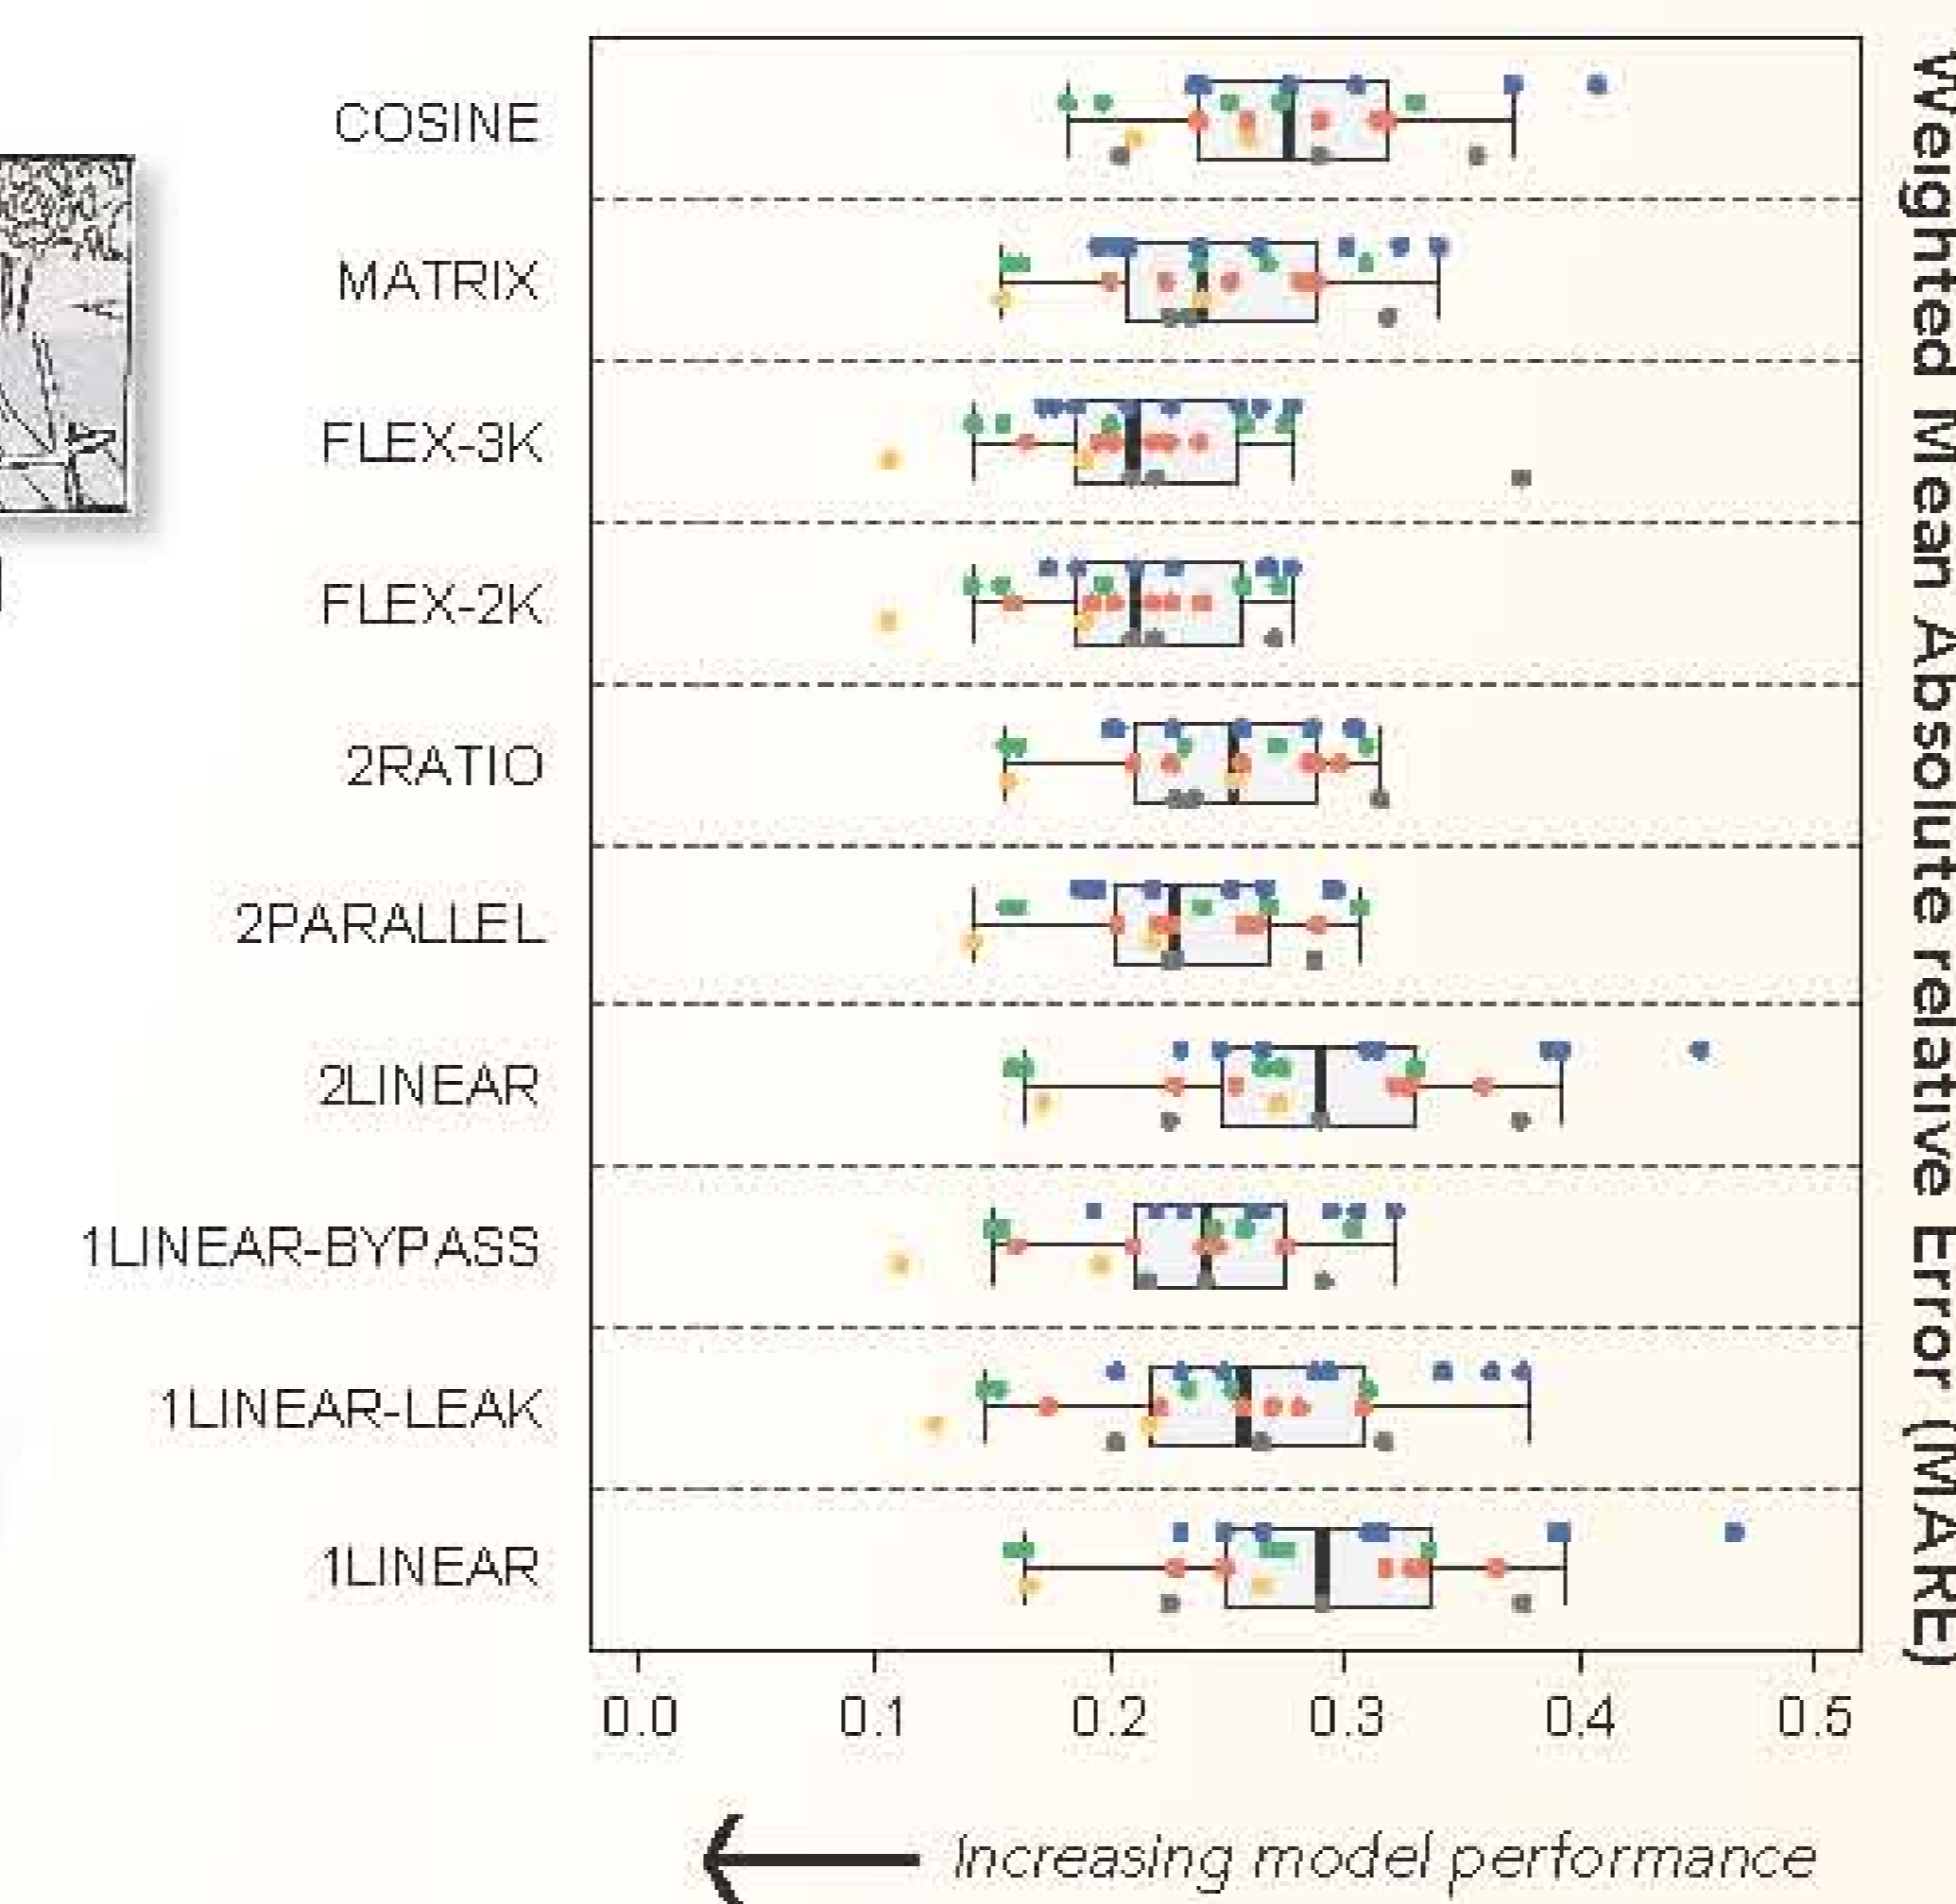 COSINE
MATRIX
FLEX-3K
FLEX-2K
2RATIO
2PARALLEL
2LINEAR
1LINEAR-BYPASS
1LINEAR-LEAK
1LINEAR
0.0 0.1 0.2 0.3 0.4 0.5
Increasing model performance
Weighted Mean Absolute relative Error (MARE)